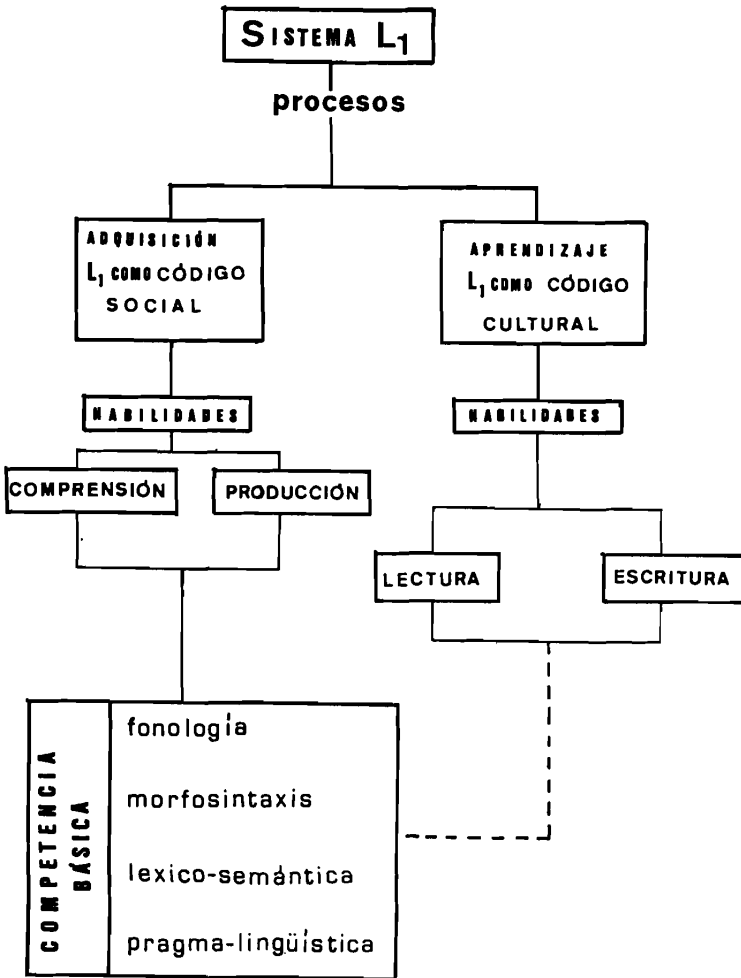 SISTEMA L₁
procesos
ADQUISICIÓN
L₁ COMO CÓDIGO
SOCIAL
APRENDIZAJE
L₁ COMO CÓDIGO
CULTURAL
HABILIDADES
HABILIDADES
COMPRENSIÓN
PRODUCCIÓN
LECTURA
ESCRITURA
COMPETENCIA
BÁSICA
fonología
morfosintaxis
lexico-semántica
pragma-lingüística